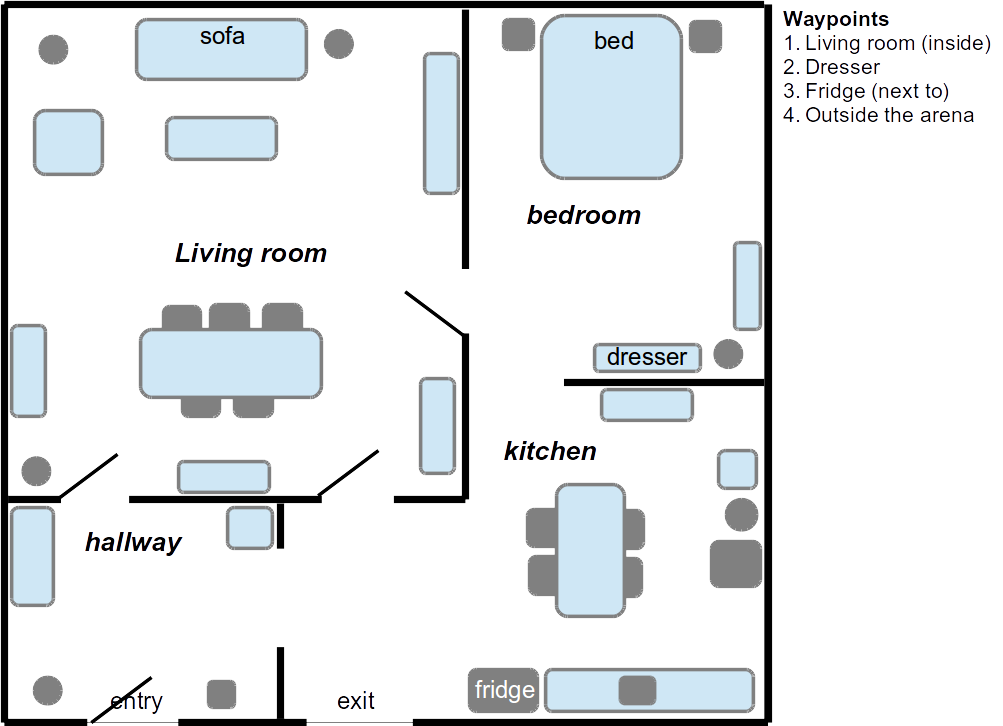 sofa
bed
Waypoints
1. Living room (inside)
2. Dresser
3. Fridge (next to)
4. Outside the arena
bedroom
Living room
dresser
kitchen
hallway
fridge
entry
exit